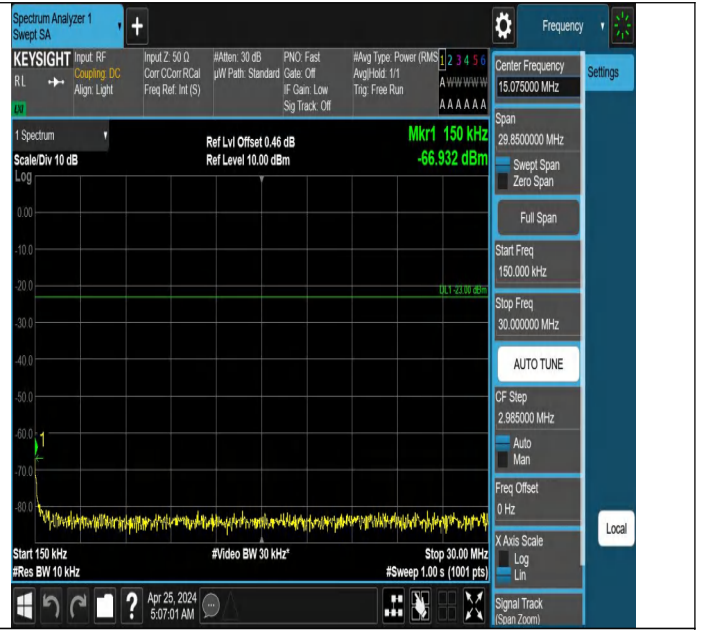 Spectrum Analyzer 1
Swept SA
+
Frequency
KEYSIGHT
Input: RF
Coupling: DC
Align: Light
Input Z: 50 Ω
Corr CCorr RCal
Freq Ref: Int (S)
#Atten: 30 dB
µW Path: Standard
PNO: Fast
Gate: Off
IF Gain: Low
Sig Track: Off
#Avg Type: Power (RMS
Avg|Hold: 1/1
Trig: Free Run
1 2 3 4 5 6
A W W W W W
A A A A A A
RL
LXI
Center Frequency
15.075000 MHz
Settings
Span
29.8500000 MHz
Swept Span
Zero Span
Full Span
Start Freq
150.000 kHz
Stop Freq
30.000000 MHz
AUTO TUNE
CF Step
2.985000 MHz
Auto
Man
Freq Offset
0 Hz
X Axis Scale
Log
Lin
Signal Track
(Span Zoom)
Local
1 Spectrum
Scale/Div 10 dB
Log
Ref Lvl Offset 0.46 dB
Ref Level 10.00 dBm
Mkr1 150 kHz
-66.932 dBm
0.00
-10.0
-20.0
DL1 -23.00 dBm
-30.0
-40.0
-50.0
-60.0
1
-70.0
-80.0
Start 150 kHz
#Video BW 30 kHz*
Stop 30.00 MHz
#Res BW 10 kHz
#Sweep 1.00 s (1001 pts)
?
Apr 25, 2024
5:07:01 AM